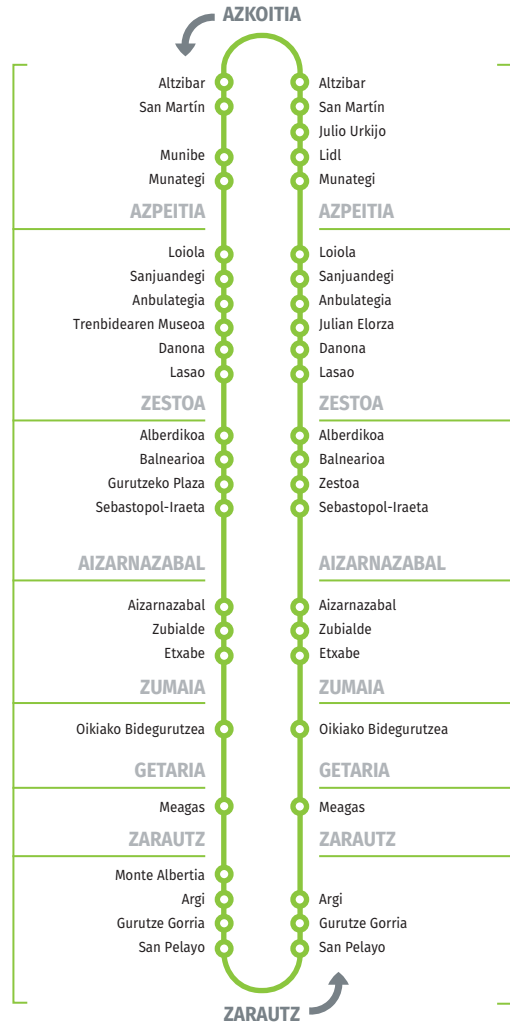 AZKOITIA
Altzibar
San Martín
Munibe
Munategi
AZPEITIA
Loiola
Sanjuandegi
Anbulategia
Trenbidearen Museoa
Danona
Lasao
ZESTOA
Alberdikoa
Balnearioa
Gurutzeko Plaza
Sebastopol-Iraeta
AIZARNAZABAL
Aizarnazabal
Zubialde
Etxabe
ZUMAIA
Oikiako Bidegurutzea
GETARIA
Meagas
ZARAUTZ
Monte Albertia
Argi
Gurutze Gorria
San Pelayo
Altzibar
San Martín
Julio Urkijo
Lidl
Munategi
AZPEITIA
Loiola
Sanjuandegi
Anbulategia
Julian Elorza
Danona
Lasao
ZESTOA
Alberdikoa
Balnearioa
Zestoa
Sebastopol-Iraeta
AIZARNAZABAL
Aizarnazabal
Zubialde
Etxabe
ZUMAIA
Oikiako Bidegurutzea
GETARIA
Meagas
ZARAUTZ
Argi
Gurutze Gorria
San Pelayo
ZARAUTZ